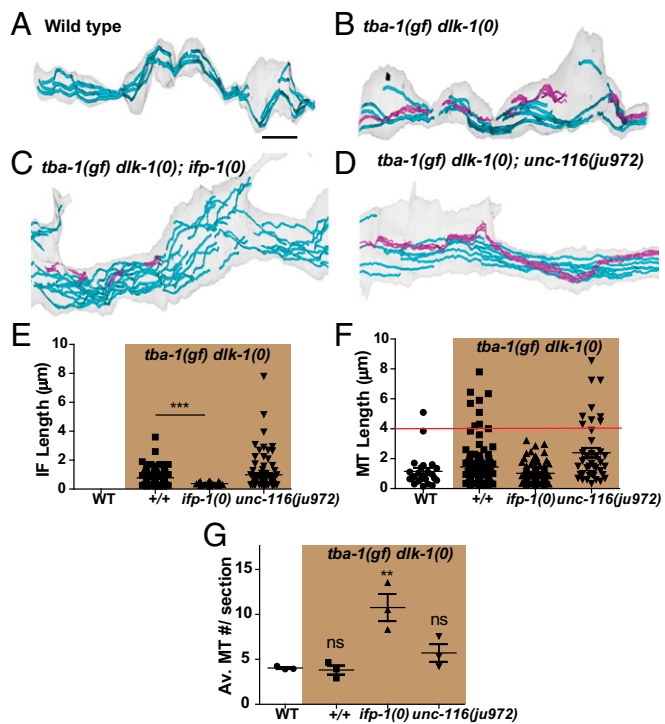 A Wild type
B tba-1(gf) dlk-1(0)
C tba-1(gf) dlk-1(0); ifp-1(0)
D tba-1(gf) dlk-1(0); unc-116(ju972)
E
tba-1(gf) dlk-1(0)
IF Length (μm)
10
8
6
4
2
0
***
WT +/+ ifp-1(0) unc-116(ju972)
F
tba-1(gf) dlk-1(0)
MT Length (μm)
10
8
6
4
2
0
WT +/+ ifp-1(0) unc-116(ju972)
G
tba-1(gf) dlk-1(0)
Av. MT #/ section
15
10
5
0
ns
**
ns
WT +/+ ifp-1(0) unc-116(ju972)